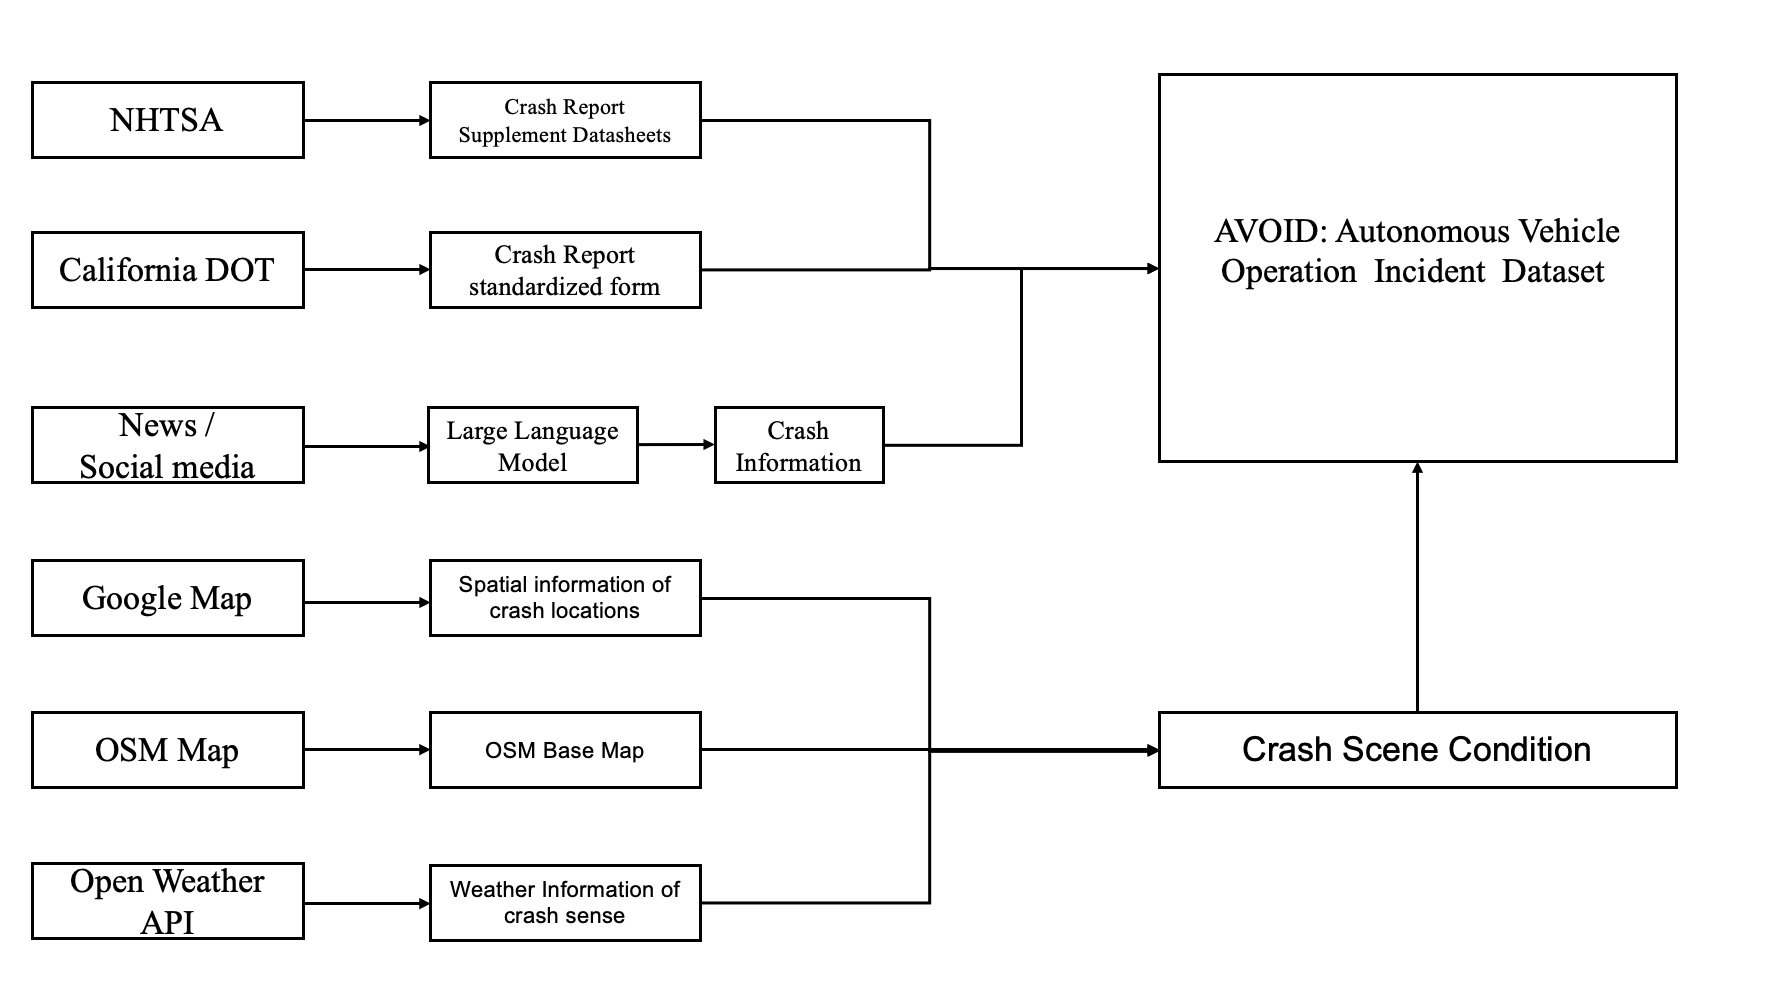 NHTSA
Crash Report
Supplement Datasheets
California DOT
Crash Report
standardized form
AVOID: Autonomous Vehicle
Operation Incident Dataset
News /
Social media
Large Language
Model
Crash
Information
Google Map
Spatial information of
crash locations
OSM Map
OSM Base Map
Crash Scene Condition
Open Weather
API
Weather Information of
crash sense